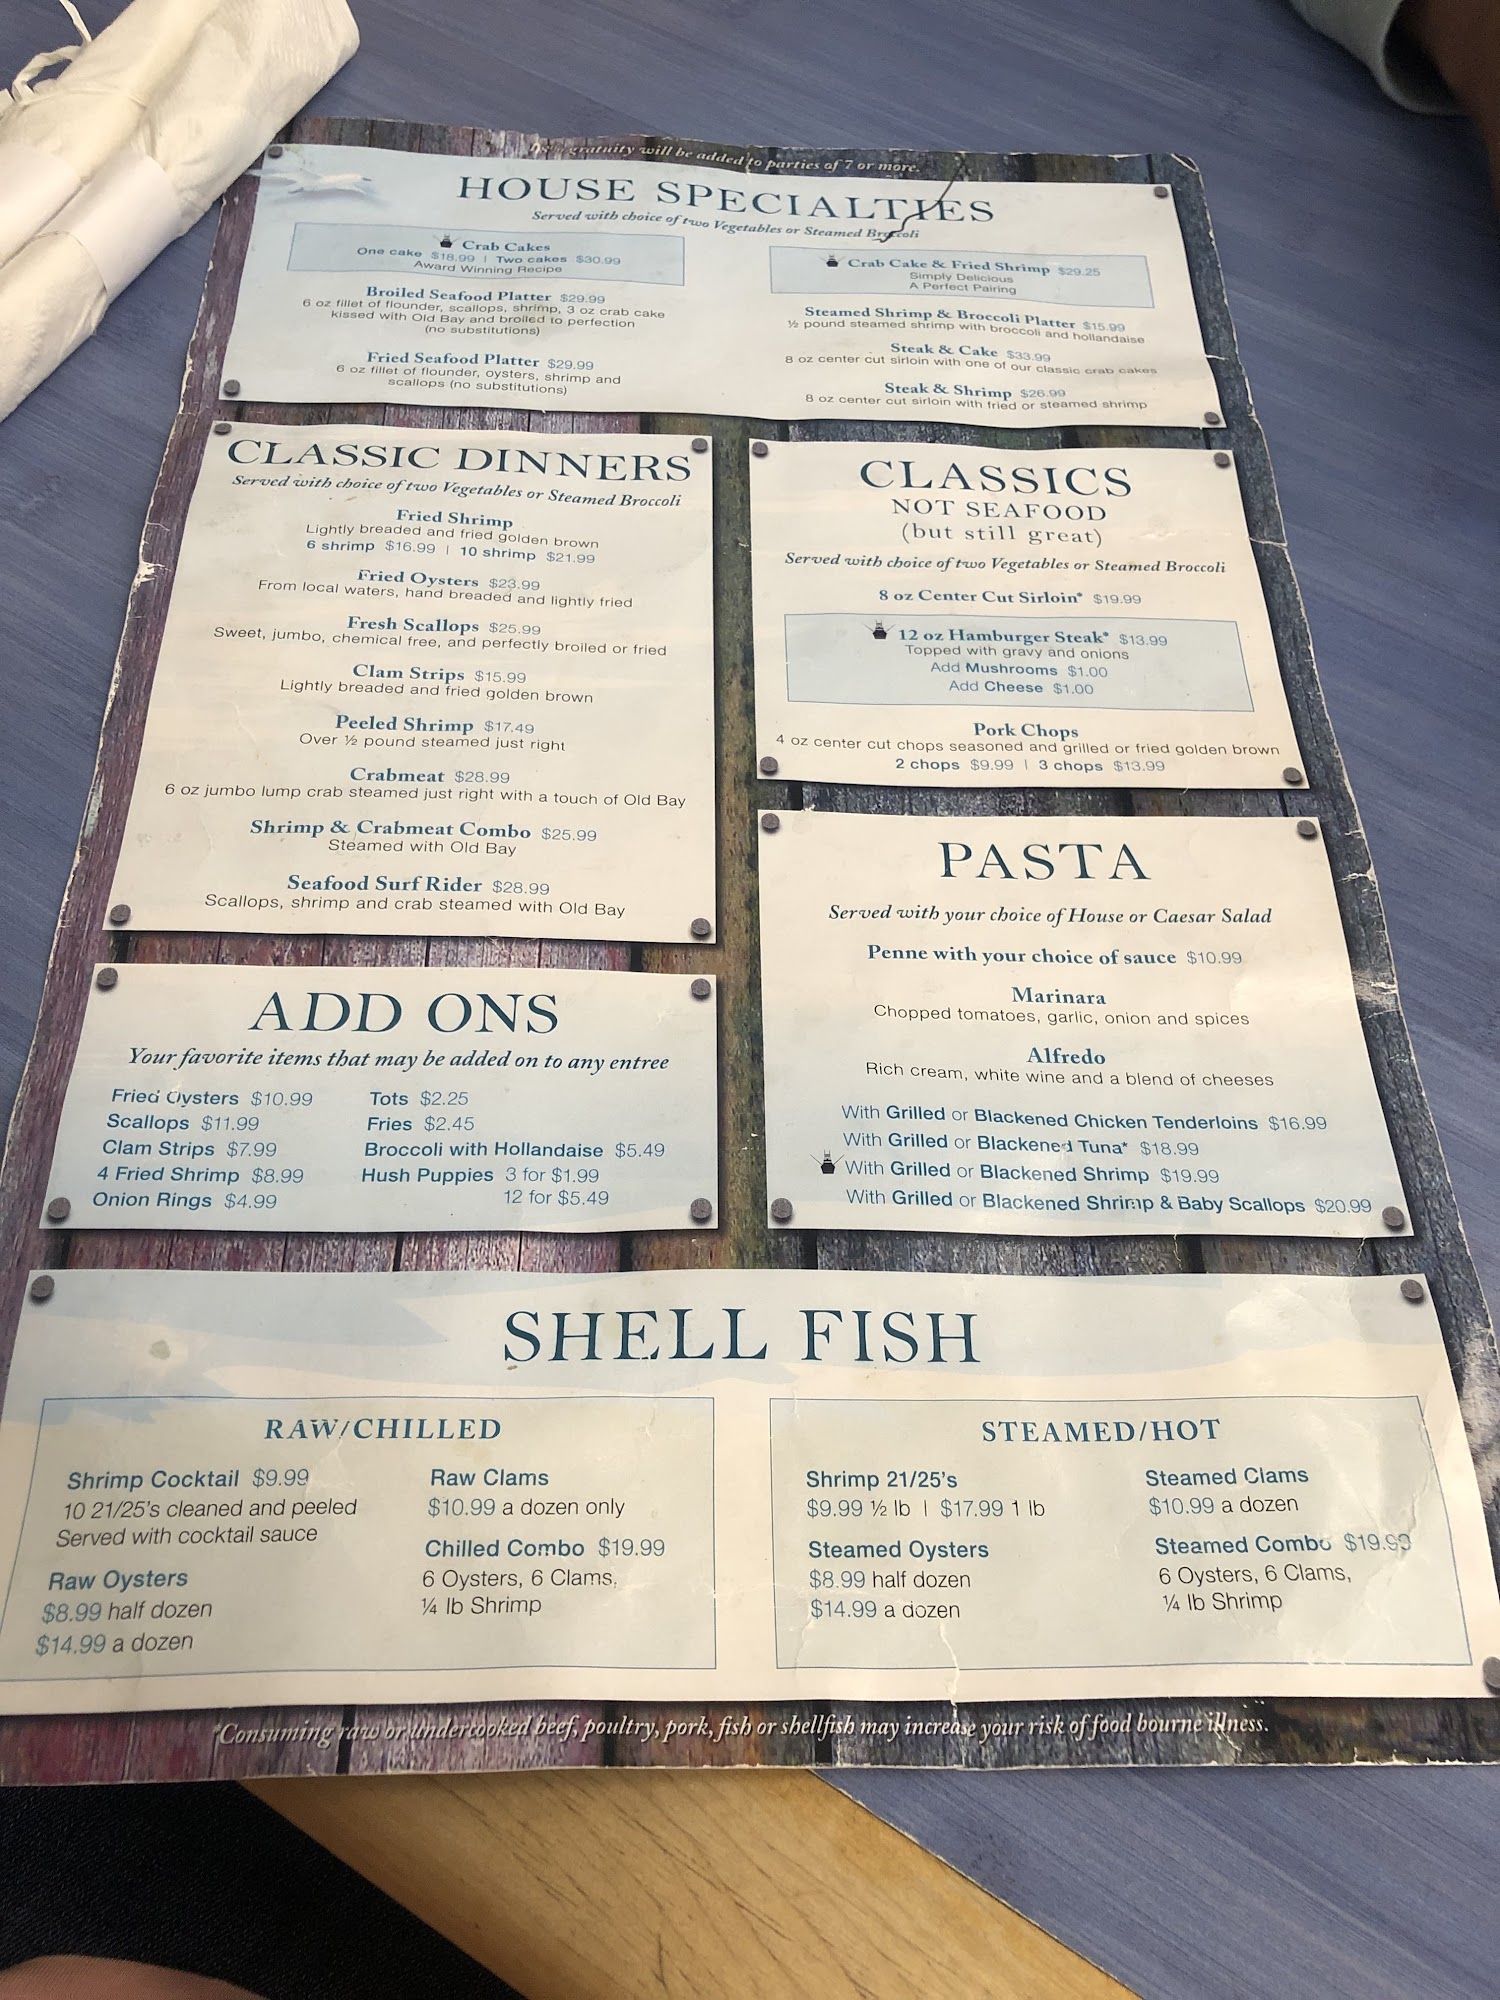 gratuity will be added to parties of 7 or more.
HOUSE SPECIALTIES
Served with choice of two Vegetables or Steamed Broccoli
Crab Cakes
One cake $18.99 | Two cakes $30.99
Award Winning Recipe
Broiled Seafood Platter $29.99
6 oz fillet of flounder, scallops, shrimp, 3 oz crab cake
kissed with Old Bay and broiled to perfection
(no substitutions)
Fried Seafood Platter $29.99
6 oz fillet of flounder, oysters, shrimp and
scallops (no substitutions)
Crab Cake & Fried Shrimp $29.25
Simply Delicious
A Perfect Pairing
Steamed Shrimp & Broccoli Platter $15.99
½ pound steamed shrimp with broccoli and hollandaise
Steak & Cake $33.99
8 oz center cut sirloin with one of our classic crab cakes
Steak & Shrimp $26.99
8 oz center cut sirloin with fried or steamed shrimp
CLASSIC DINNERS
Served with choice of two Vegetables or Steamed Broccoli
Fried Shrimp
Lightly breaded and fried golden brown
6 shrimp $16.99 | 10 shrimp $21.99
Fried Oysters $23.99
From local waters, hand breaded and lightly fried
Fresh Scallops $25.99
Sweet, jumbo, chemical free, and perfectly broiled or fried
Clam Strips $15.99
Lightly breaded and fried golden brown
Peeled Shrimp $17.49
Over ½ pound steamed just right
Crabmeat $28.99
6 oz jumbo lump crab steamed just right with a touch of Old Bay
Shrimp & Crabmeat Combo $25.99
Steamed with Old Bay
Seafood Surf Rider $28.99
Scallops, shrimp and crab steamed with Old Bay
CLASSICS
NOT SEAFOOD
(but still great)
Served with choice of two Vegetables or Steamed Broccoli
8 oz Center Cut Sirloin* $19.99
12 oz Hamburger Steak* $13.99
Topped with gravy and onions
Add Mushrooms $1.00
Add Cheese $1.00
Pork Chops
4 oz center cut chops seasoned and grilled or fried golden brown
2 chops $9.99 | 3 chops $13.99
PASTA
Served with your choice of House or Caesar Salad
Penne with your choice of sauce $10.99
Marinara
Chopped tomatoes, garlic, onion and spices
Alfredo
Rich cream, white wine and a blend of cheeses
With Grilled or Blackened Chicken Tenderloins $16.99
With Grilled or Blackened Tuna* $18.99
With Grilled or Blackened Shrimp $19.99
With Grilled or Blackened Shrimp & Baby Scallops $20.99
ADD ONS
Your favorite items that may be added on to any entree
Fried Oysters $10.99
Scallops $11.99
Clam Strips $7.99
4 Fried Shrimp $8.99
Onion Rings $4.99
Tots $2.25
Fries $2.45
Broccoli with Hollandaise $5.49
Hush Puppies 3 for $1.99
12 for $5.49
SHELL FISH
RAW/CHILLED
Shrimp Cocktail $9.99
10 21/25's cleaned and peeled
Served with cocktail sauce
Raw Oysters
$8.99 half dozen
$14.99 a dozen
Raw Clams
$10.99 a dozen only
Chilled Combo $19.99
6 Oysters, 6 Clams,
¼ lb Shrimp
STEAMED/HOT
Shrimp 21/25's
$9.99 ½ lb | $17.99 1 lb
Steamed Oysters
$8.99 half dozen
$14.99 a dozen
Steamed Clams
$10.99 a dozen
Steamed Combo $19.99
6 Oysters, 6 Clams,
¼ lb Shrimp
*Consuming raw or undercooked beef, poultry, pork, fish or shellfish may increase your risk of food bourne illness.